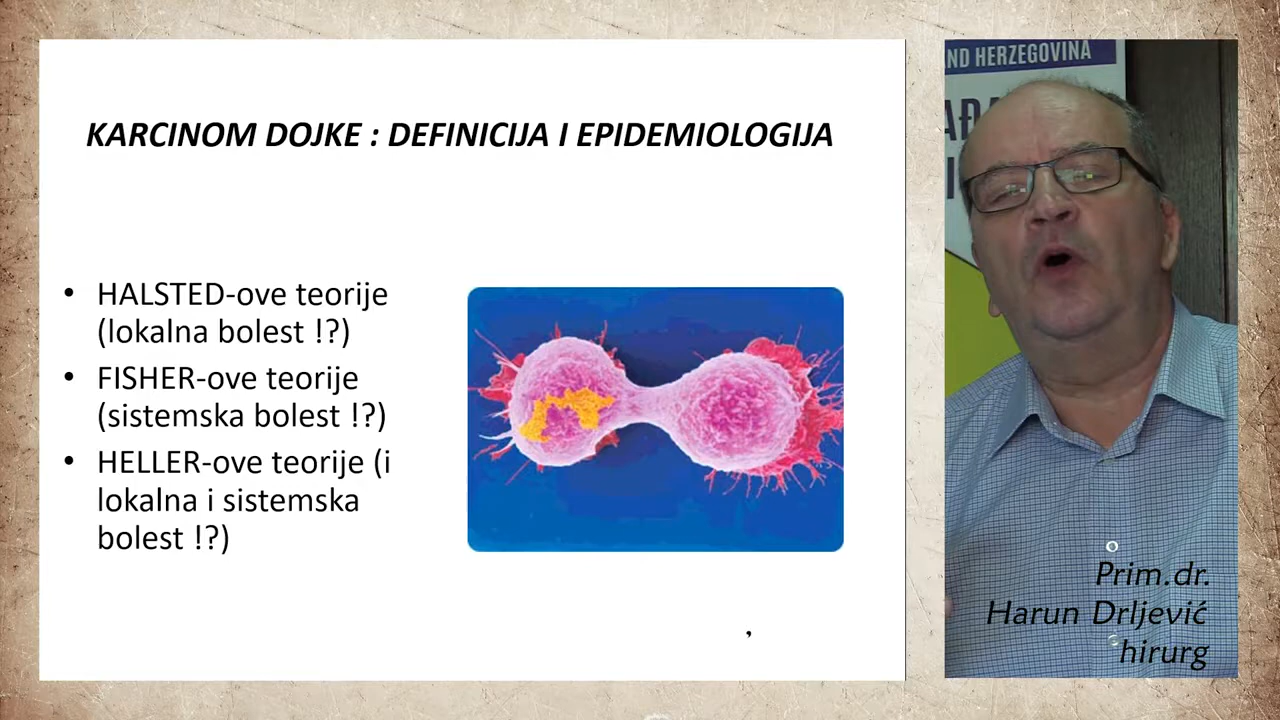 KARCINOM DOJKE : DEFINICIJA I EPIDEMIOLOGIJA
• HALSTED-ove teorije
(lokalna bolest !?)
• FISHER-ove teorije
(sistemska bolest !?)
• HELLER-ove teorije (i
lokalna i sistemska
bolest !?)
,
ND HERZEGOVINA
Prim.dr.
Harun Drljević
hirurg